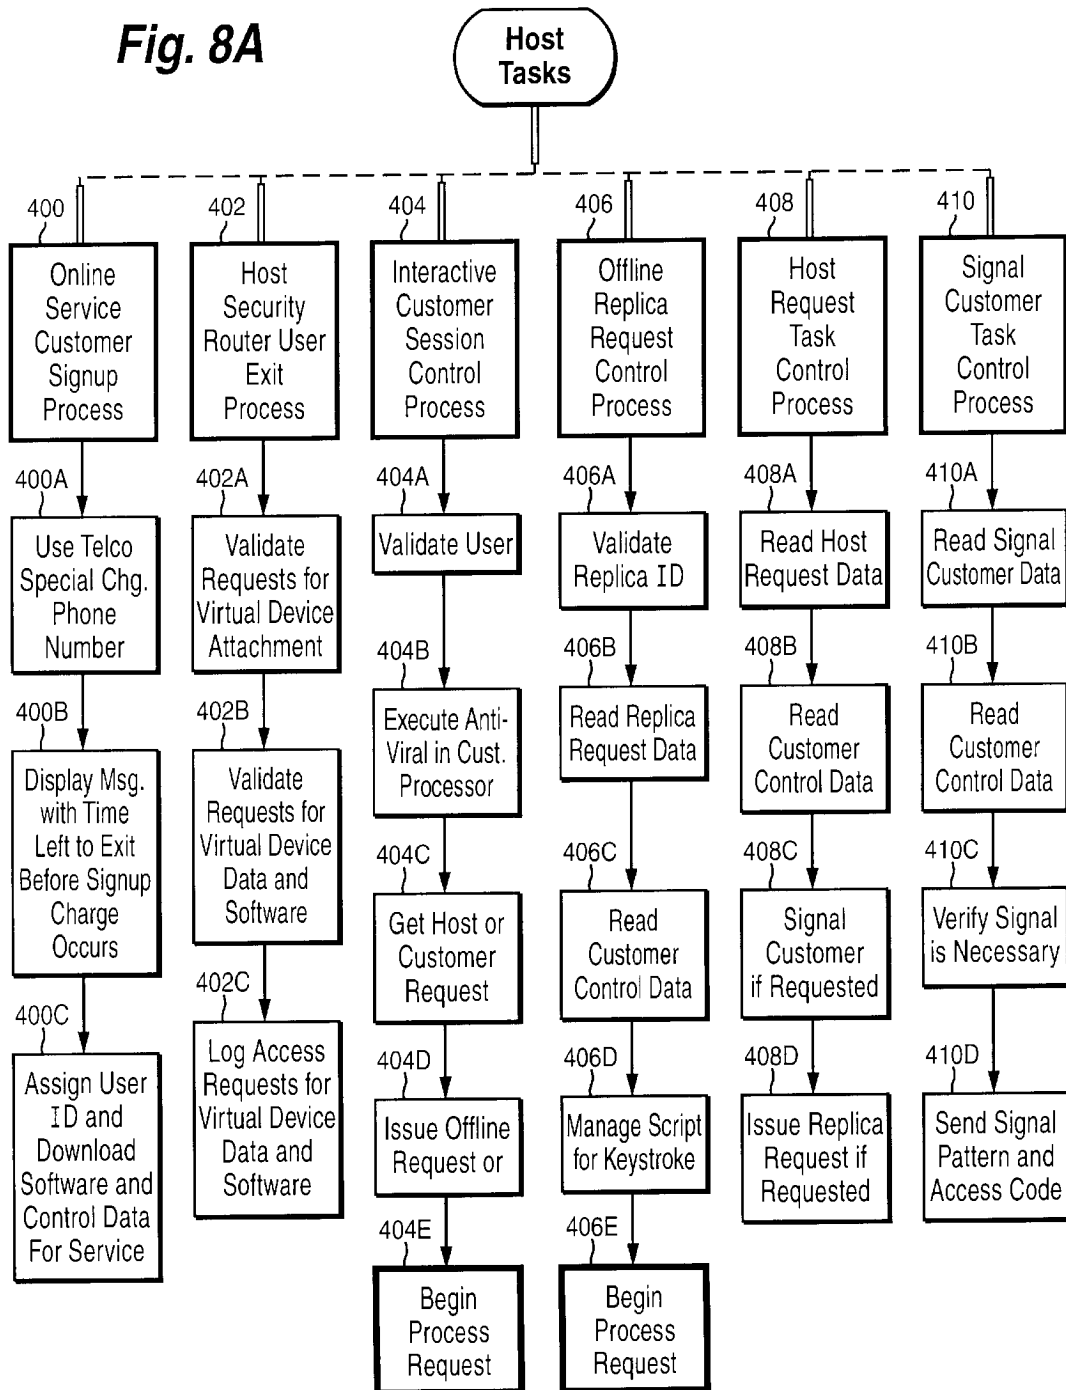 Fig. 8A
Host
Tasks
400
Online
Service
Customer
Signup
Process
400A
Use Telco
Special Chg.
Phone
Number
400B
Display Msg.
with Time
Left to Exit
Before Signup
Charge
Occurs
400C
Assign User
ID and
Download
Software and
Control Data
For Service
402
Host
Security
Router User
Exit
Process
402A
Validate
Requests for
Virtual Device
Attachment
402B
Validate
Requests for
Virtual Device
Data and
Software
402C
Log Access
Requests for
Virtual Device
Data and
Software
404
Interactive
Customer
Session
Control
Process
404A
Validate User
404B
Execute Anti-
Viral in Cust.
Processor
404C
Get Host or
Customer
Request
404D
Issue Offline
Request or
404E
Begin
Process
Request
406
Offline
Replica
Request
Control
Process
406A
Validate
Replica ID
406B
Read Replica
Request Data
406C
Read
Customer
Control Data
406D
Manage Script
for Keystroke
406E
Begin
Process
Request
408
Host
Request
Task
Control
Process
408A
Read Host
Request Data
408B
Read
Customer
Control Data
408C
Signal
Customer
if Requested
408D
Issue Replica
Request if
Requested
410
Signal
Customer
Task
Control
Process
410A
Read Signal
Customer Data
410B
Read
Customer
Control Data
410C
Verify Signal
is Necessary
410D
Send Signal
Pattern and
Access Code